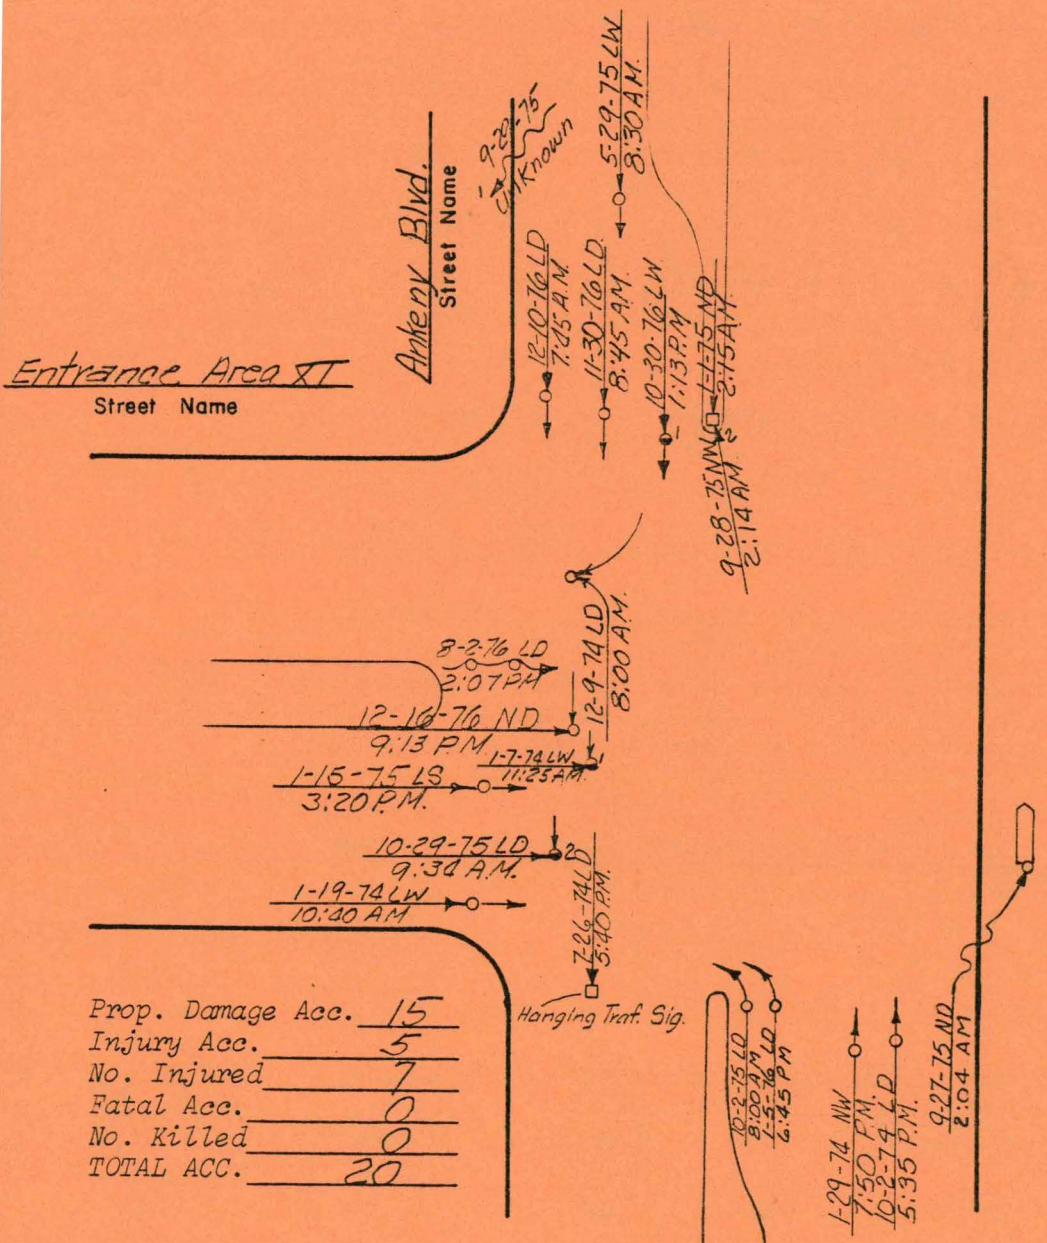 Entrance Area XI
Street Name
Ankeny Blvd.
Street Name
9-20-75
Unknown
5-29-75 LW
8:30 A.M.
12-10-76 LD
7:45 A.M.
11-30-76 LD
8:45 A.M.
10-30-76 LW
1:13 P.M
1
1-1-75 ND
2:15 A.M.
9-28-75 NW
2:14 A.M.
2
12-9-74 LD
8:00 A.M.
8-2-76 LD
2:07 PM
12-16-76 ND
9:13 P.M.
1-7-74 LW
11:25 A.M.
1
1-15-75 LS
3:20 P.M.
10-29-75 LD
9:34 A.M.
2
1-19-74 LW
10:40 AM
7-26-74 LD
5:40 P.M.
Hanging Traf. Sig.
10-2-75 LD
8:00 A M
1-5-76 LD
6:45 P M
1-29-74 NW
7:50 P.M.
10-2-74 LD
5:35 P.M.
9-27-75 ND
2:04 AM
Prop. Damage Acc. 15
Injury Acc. 5
No. Injured 7
Fatal Acc. 0
No. Killed 0
TOTAL ACC. 20